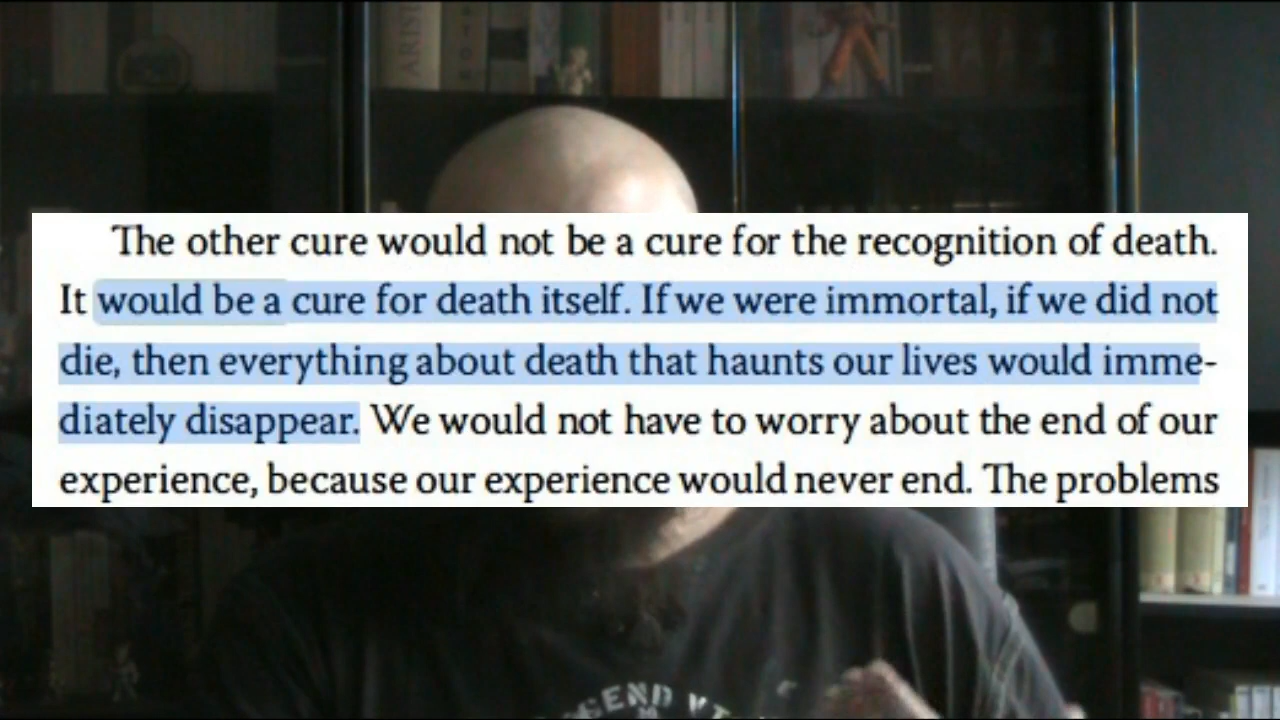 ARIST
The other cure would not be a cure for the recognition of death.
It would be a cure for death itself. If we were immortal, if we did not
die, then everything about death that haunts our lives would imme-
diately disappear. We would not have to worry about the end of our
experience, because our experience would never end. The problems